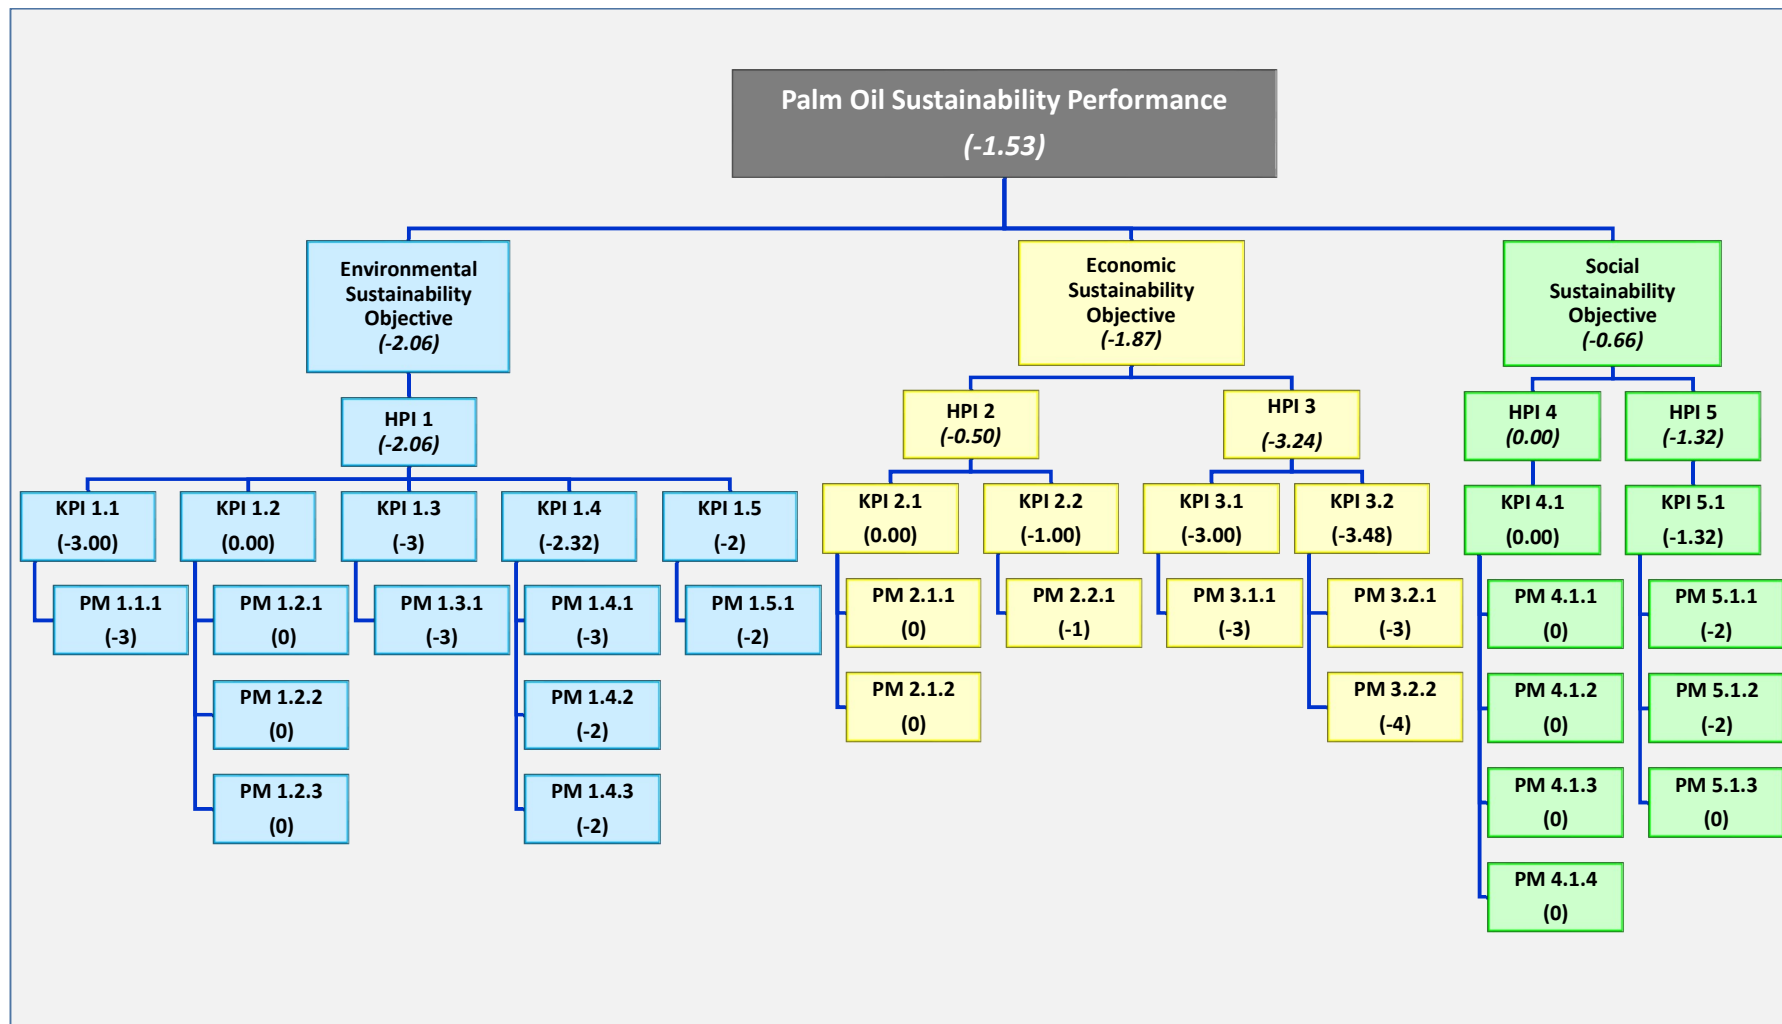 Palm Oil Sustainability Performance
(-1.53)
Environmental
Sustainability
Objective
(-2.06)
Economic
Sustainability
Objective
(-1.87)
Social
Sustainability
Objective
(-0.66)
HPI 1
(-2.06)
HPI 2
(-0.50)
HPI 3
(-3.24)
HPI 4
(0.00)
HPI 5
(-1.32)
KPI 1.1
(-3.00)
KPI 1.2
(0.00)
KPI 1.3
(-3)
KPI 1.4
(-2.32)
KPI 1.5
(-2)
KPI 2.1
(0.00)
KPI 2.2
(-1.00)
KPI 3.1
(-3.00)
KPI 3.2
(-3.48)
KPI 4.1
(0.00)
KPI 5.1
(-1.32)
PM 1.1.1
(-3)
PM 1.2.1
(0)
PM 1.2.2
(0)
PM 1.2.3
(0)
PM 1.3.1
(-3)
PM 1.4.1
(-3)
PM 1.4.2
(-2)
PM 1.4.3
(-2)
PM 1.5.1
(-2)
PM 2.1.1
(0)
PM 2.1.2
(0)
PM 2.2.1
(-1)
PM 3.1.1
(-3)
PM 3.2.1
(-3)
PM 3.2.2
(-4)
PM 4.1.1
(0)
PM 4.1.2
(0)
PM 4.1.3
(0)
PM 4.1.4
(0)
PM 5.1.1
(-2)
PM 5.1.2
(-2)
PM 5.1.3
(0)